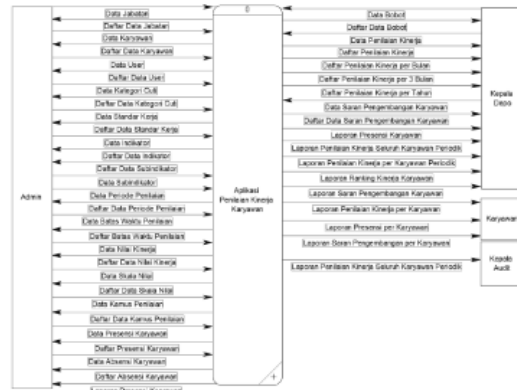 Admin
Data Jabatan
Daftar Data Jabatan
Data Karyawan
Daftar Data Karyawan
Data User
Daftar Data User
Data Kategori Cuti
Daftar Data Kategori Cuti
Data Standar Kerja
Daftar Data Standar Kerja
Data Indikator
Daftar Data Indikator
Daftar Data Subindikator
Data Subindikator
Data Periode Penilaian
Daftar Data Periode Penilaian
Data Batas Waktu Penilaian
Daftar Batas Waktu Penilaian
Data Nilai Kinerja
Daftar Data Nilai Kinerja
Data Skala Nilai
Daftar Data Skala Nilai
Data Kamus Penilaian
Daftar Data Kamus Penilaian
Data Presensi Karyawan
Daftar Presensi Karyawan
Data Absensi Karyawan
Daftar Absensi Karyawan
Laporan Presensi Karyawan
0
Aplikasi
Penilaian Kinerja
Karyawan
+
Data Bobot
Daftar Data Bobot
Data Penilaian Kinerja
Daftar Penilaian Kinerja
Daftar Penilaian Kinerja per Bulan
Daftar Penilaian Kinerja per 3 Bulan
Daftar Penilaian Kinerja per Tahun
Data Saran Pengembangan Karyawan
Daftar Data Saran Pengembangan Karyawan
Laporan Presensi Karyawan
Laporan Penilaian Kinerja Seluruh Karyawan Periodik
Laporan Penilaian Kinerja per Karyawan Periodik
Laporan Ranking Kinerja Karyawan
Laporan Saran Pengembangan Karyawan
Kepala
Depo
Laporan Penilaian Kinerja per Karyawan
Laporan Presensi per Karyawan
Laporan Saran Pengembangan per Karyawan
Karyawan
Laporan Penilaian Kinerja Seluruh Karyawan Periodik
Kepala
Audit